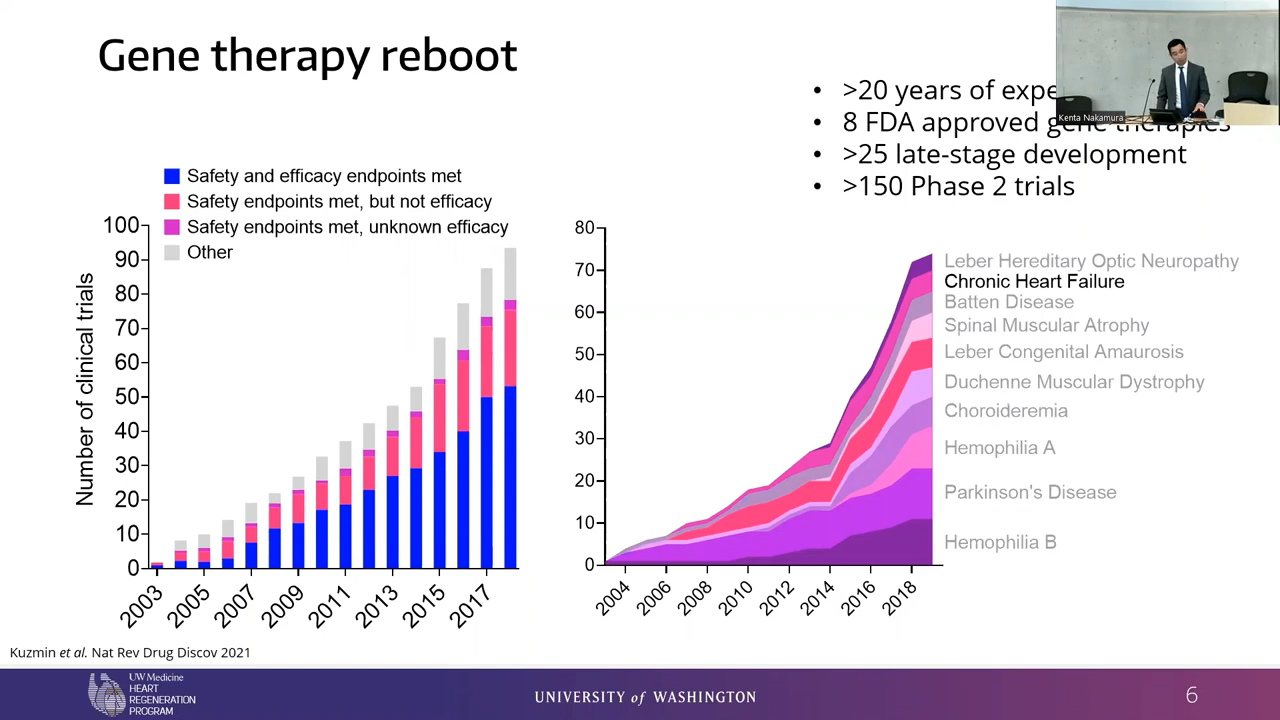 Gene therapy reboot
• >20 years of expe
• 8 FDA approved gene therapies
• >25 late-stage development
• >150 Phase 2 trials
Kenta Nakamura
Safety and efficacy endpoints met
Safety endpoints met, but not efficacy
Safety endpoints met, unknown efficacy
Other
Number of clinical trials
100
90
80
70
60
50
40
30
20
10
0
2003
2005
2007
2009
2011
2013
2015
2017
80
70
60
50
40
30
20
10
0
2004
2006
2008
2010
2012
2014
2016
2018
Leber Hereditary Optic Neuropathy
Chronic Heart Failure
Batten Disease
Spinal Muscular Atrophy
Leber Congenital Amaurosis
Duchenne Muscular Dystrophy
Choroideremia
Hemophilia A
Parkinson's Disease
Hemophilia B
Kuzmin et al. Nat Rev Drug Discov 2021
UW Medicine
HEART
REGENERATION
PROGRAM
UNIVERSITY of WASHINGTON
6